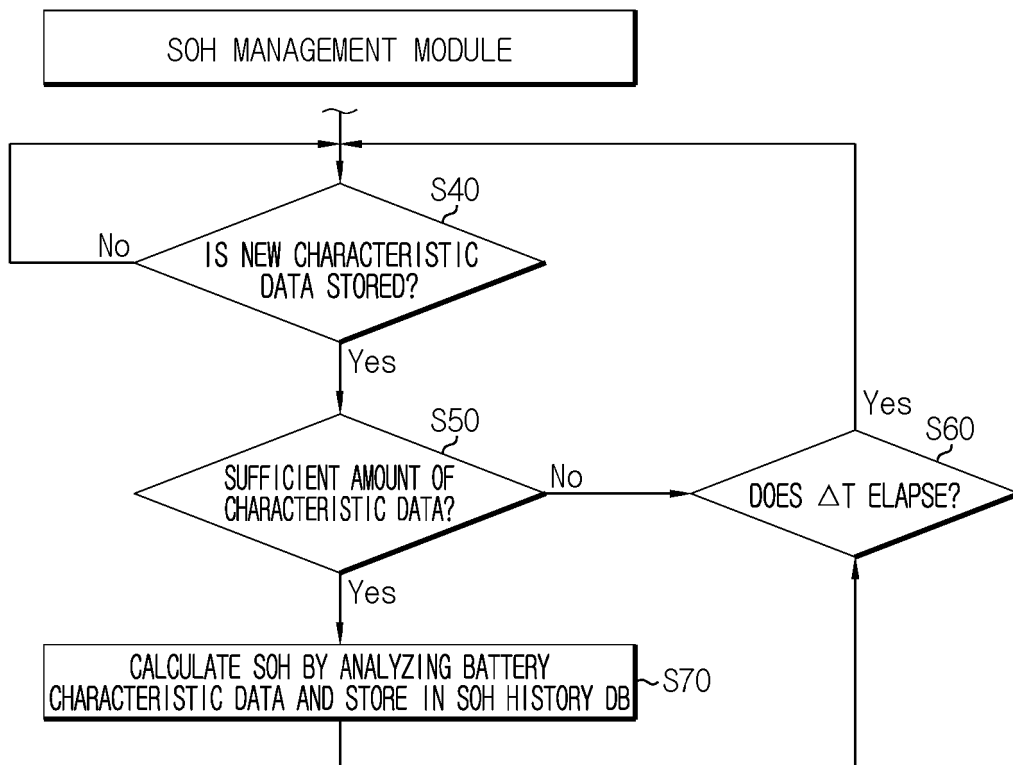 SOH MANAGEMENT MODULE
S40
No
IS NEW CHARACTERISTIC
DATA STORED?
Yes
S50
SUFFICIENT AMOUNT OF
CHARACTERISTIC DATA?
No
Yes
S60
DOES △T ELAPSE?
Yes
CALCULATE SOH BY ANALYZING BATTERY
CHARACTERISTIC DATA AND STORE IN SOH HISTORY DB
S70